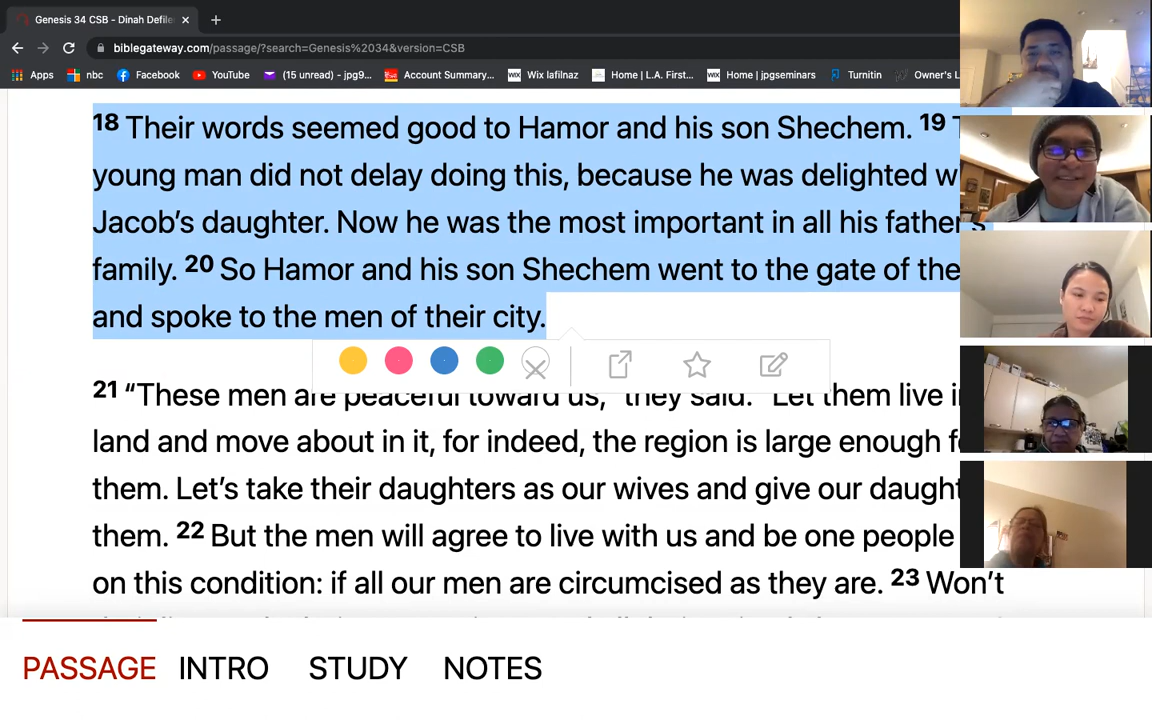 Genesis 34 CSB - Dinah Defile
biblegateway.com/passage/?search=Genesis%2034&version=CSB
Apps nbc Facebook YouTube (15 unread) - jpg9... Account Summary... Wix lafilnaz Home | L.A. First... Home | jpgseminars Turnitin Owner's L
18 Their words seemed good to Hamor and his son Shechem. 19
young man did not delay doing this, because he was delighted
Jacob's daughter. Now he was the most important in all his father's
family. 20 So Hamor and his son Shechem went to the gate of the
and spoke to the men of their city.
21 "These men are peaceful toward us," they said. "Let them live
land and move about in it, for indeed, the region is large enough
them. Let's take their daughters as our wives and give our
them. 22 But the men will agree to live with us and be one people
on this condition: if all our men are circumcised as they are. 23 Won't
PASSAGE INTRO STUDY NOTES